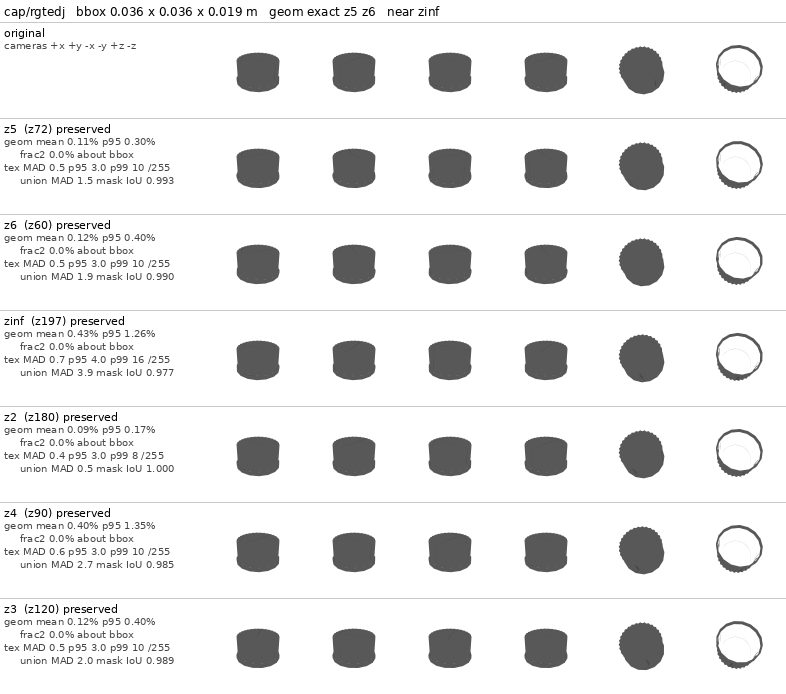 cap/rgtedj   bbox 0.036 x 0.036 x 0.019 m   geom exact z5 z6   near zinf
original
cameras +x +y -x -y +z -z
z5  (z72) preserved
geom mean 0.11% p95 0.30%
frac2 0.0% about bbox
tex MAD 0.5 p95 3.0 p99 10 /255
union MAD 1.5 mask IoU 0.993
z6  (z60) preserved
geom mean 0.12% p95 0.40%
frac2 0.0% about bbox
tex MAD 0.5 p95 3.0 p99 10 /255
union MAD 1.9 mask IoU 0.990
zinf  (z197) preserved
geom mean 0.43% p95 1.26%
frac2 0.0% about bbox
tex MAD 0.7 p95 4.0 p99 16 /255
union MAD 3.9 mask IoU 0.977
z2  (z180) preserved
geom mean 0.09% p95 0.17%
frac2 0.0% about bbox
tex MAD 0.4 p95 3.0 p99 8 /255
union MAD 0.5 mask IoU 1.000
z4  (z90) preserved
geom mean 0.40% p95 1.35%
frac2 0.0% about bbox
tex MAD 0.6 p95 3.0 p99 10 /255
union MAD 2.7 mask IoU 0.985
z3  (z120) preserved
geom mean 0.12% p95 0.40%
frac2 0.0% about bbox
tex MAD 0.5 p95 3.0 p99 10 /255
union MAD 2.0 mask IoU 0.989